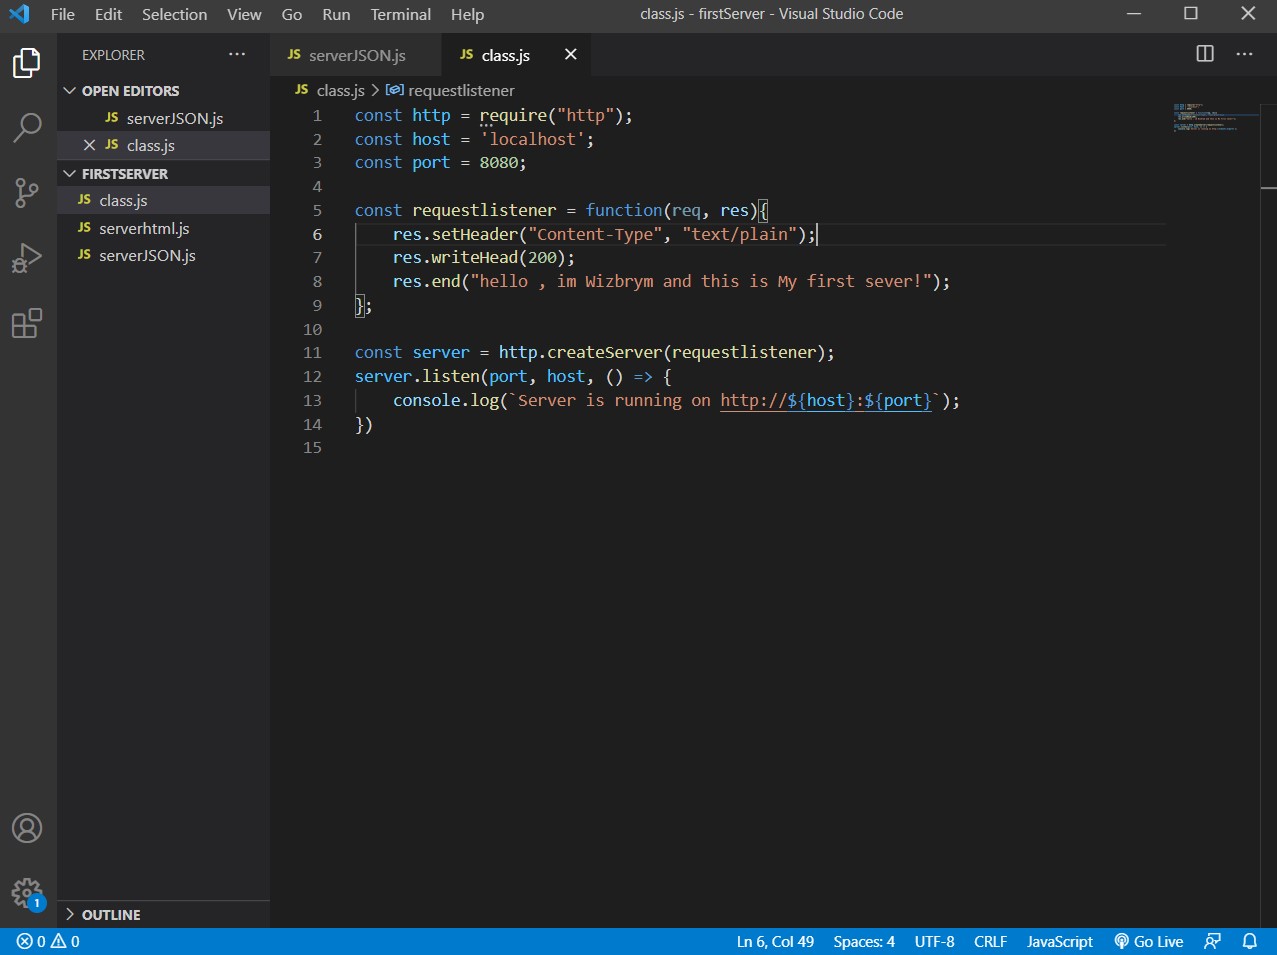 File Edit Selection View Go Run Terminal Help class.js - firstServer - Visual Studio Code
EXPLORER
OPEN EDITORS
JS serverJSON.js
JS class.js
FIRSTSERVER
JS class.js
JS serverhtml.js
JS serverJSON.js
OUTLINE
1
JS serverJSON.js JS class.js
JS class.js > requestlistener
1 const http = require("http");
2 const host = 'localhost';
3 const port = 8080;
4
5 const requestlistener = function(req, res){
6 res.setHeader("Content-Type", "text/plain");
7 res.writeHead(200);
8 res.end("hello , im Wizbrym and this is My first sever!");
9 };
10
11 const server = http.createServer(requestlistener);
12 server.listen(port, host, () => {
13 console.log(`Server is running on http://${host}:${port}`);
14 })
15
0 0 Ln 6, Col 49 Spaces: 4 UTF-8 CRLF JavaScript Go Live